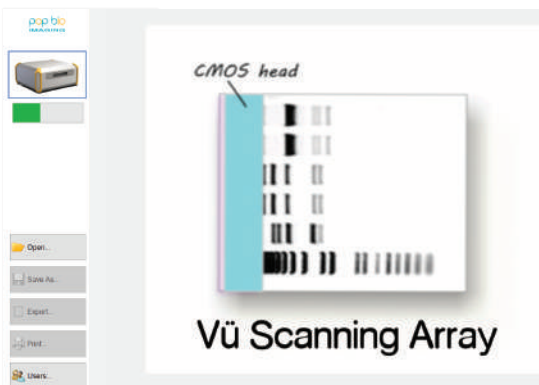 pop bio
CMOS head
Open...
Save As...
Export...
Print...
Users...
Vü Scanning Array